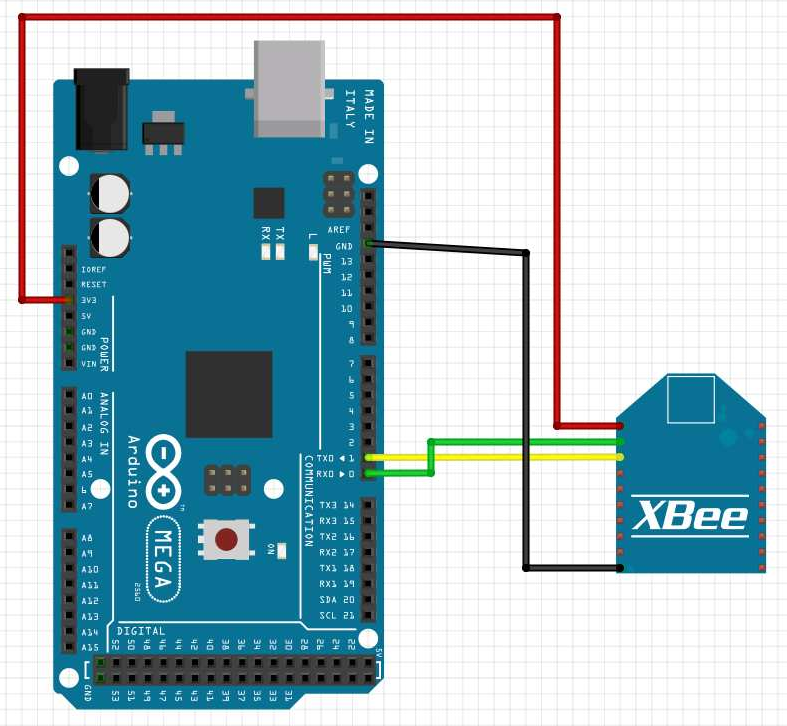 MADE IN
ITALY
AREF
GND
RX
TX
L
PWM
13
12
11
10
9
8
IOREF
RESET
3V3
5V
GND
GND
VIN
POWER
7
6
5
4
3
2
TX0 ◄ 1
RX0 ► 0
A0
A1
A2
A3
A4
A5
6
A7
ANALOG IN
Arduino
TM
MEGA
2560
ON
COMMUNICATION
TX3 14
RX3 15
TX2 16
RX2 17
TX1 18
RX1 19
SDA 20
SCL 21
A8
A9
A10
A11
A12
A13
A14
A15
DIGITAL
52 50 48 46 44 42 40 38 36 34 32 30 28 26 24 22
5V
GND
53 51 49 47 45 43 41 39 37 35 33 31
XBee